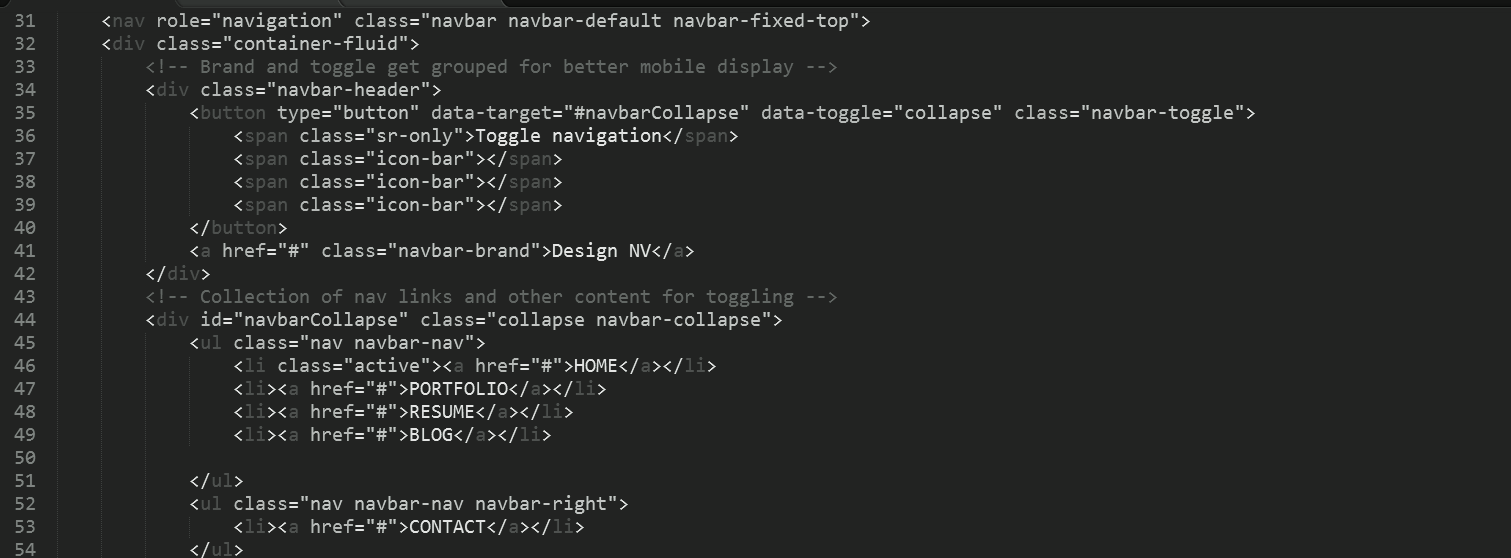 31 <nav role="navigation" class="navbar navbar-default navbar-fixed-top">
32 <div class="container-fluid">
33 <!-- Brand and toggle get grouped for better mobile display -->
34 <div class="navbar-header">
35 <button type="button" data-target="#navbarCollapse" data-toggle="collapse" class="navbar-toggle">
36 <span class="sr-only">Toggle navigation</span>
37 <span class="icon-bar"></span>
38 <span class="icon-bar"></span>
39 <span class="icon-bar"></span>
40 </button>
41 <a href="#" class="navbar-brand">Design NV</a>
42 </div>
43 <!-- Collection of nav links and other content for toggling -->
44 <div id="navbarCollapse" class="collapse navbar-collapse">
45 <ul class="nav navbar-nav">
46 <li class="active"><a href="#">HOME</a></li>
47 <li><a href="#">PORTFOLIO</a></li>
48 <li><a href="#">RESUME</a></li>
49 <li><a href="#">BLOG</a></li>
50
51 </ul>
52 <ul class="nav navbar-nav navbar-right">
53 <li><a href="#">CONTACT</a></li>
54 </ul>